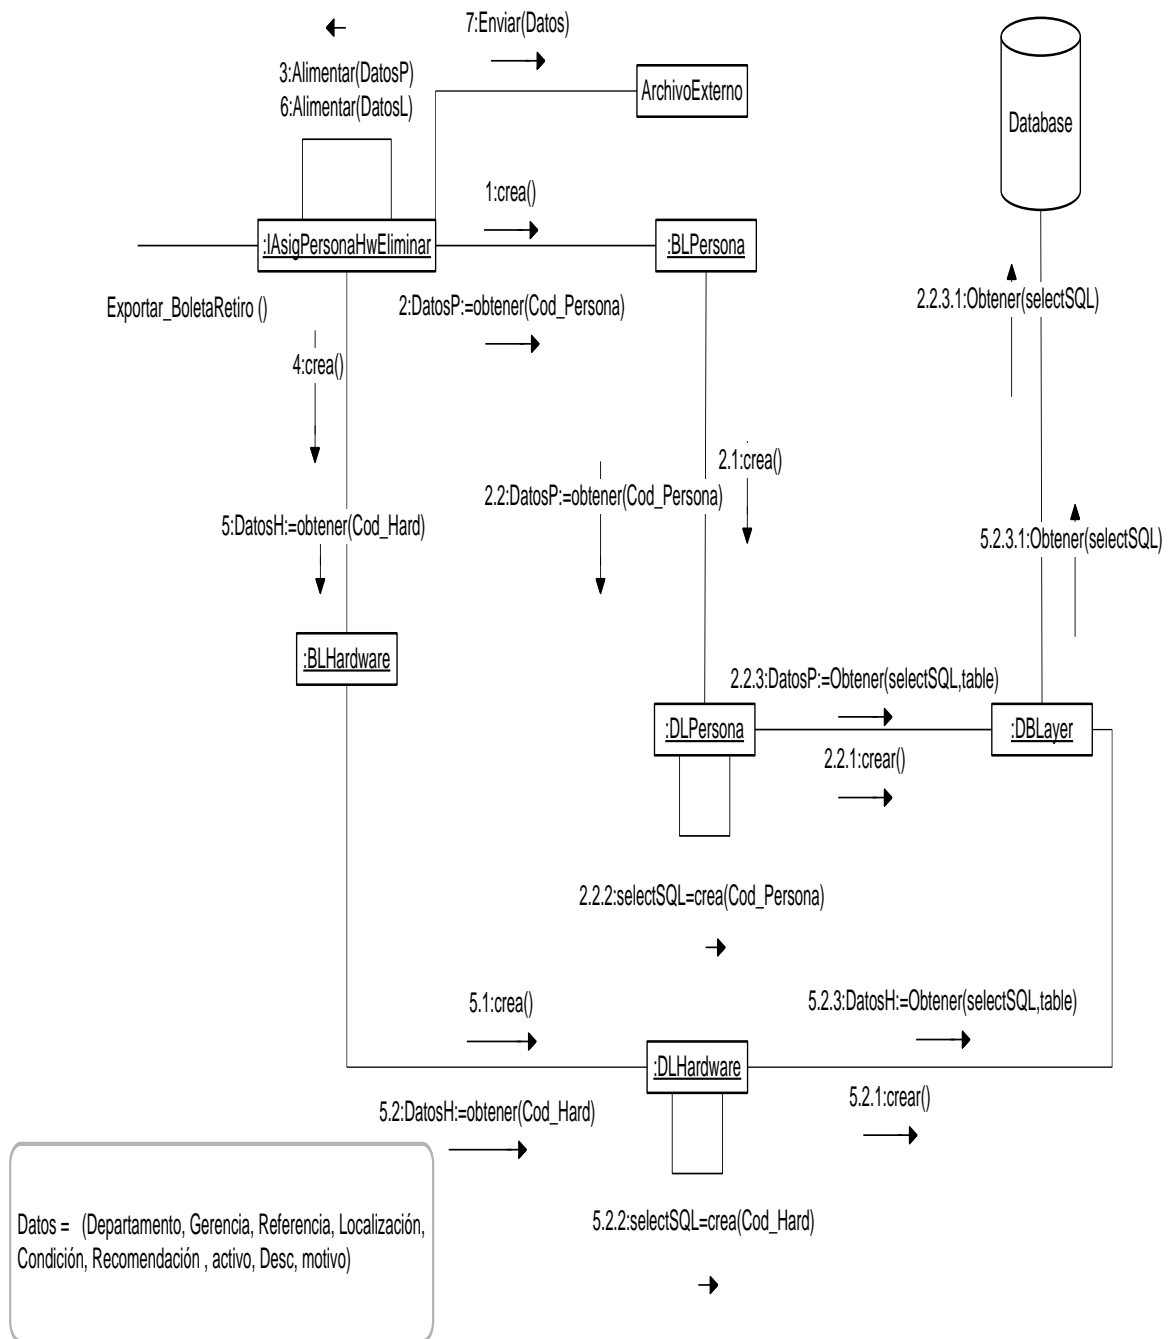 7:Enviar(Datos)
3:Alimentar(DatosP)
6:Alimentar(DatosL)
ArchivoExterno
Database
1:crea()
:IAsigPersonaHwEliminar
:BLPersona
Exportar_BoletaRetiro ()
2:DatosP:=obtener(Cod_Persona)
2.2.3.1:Obtener(selectSQL)
4:crea()
2.1:crea()
2.2:DatosP:=obtener(Cod_Persona)
5:DatosH:=obtener(Cod_Hard)
5.2.3.1:Obtener(selectSQL)
:BLHardware
2.2.3:DatosP:=Obtener(selectSQL,table)
:DLPersona
:DBLayer
2.2.1:crear()
2.2.2:selectSQL=crea(Cod_Persona)
5.1:crea()
5.2.3:DatosH:=Obtener(selectSQL,table)
:DLHardware
5.2:DatosH:=obtener(Cod_Hard)
5.2.1:crear()
5.2.2:selectSQL=crea(Cod_Hard)
Datos = (Departamento, Gerencia, Referencia, Localización,
Condición, Recomendación , activo, Desc, motivo)